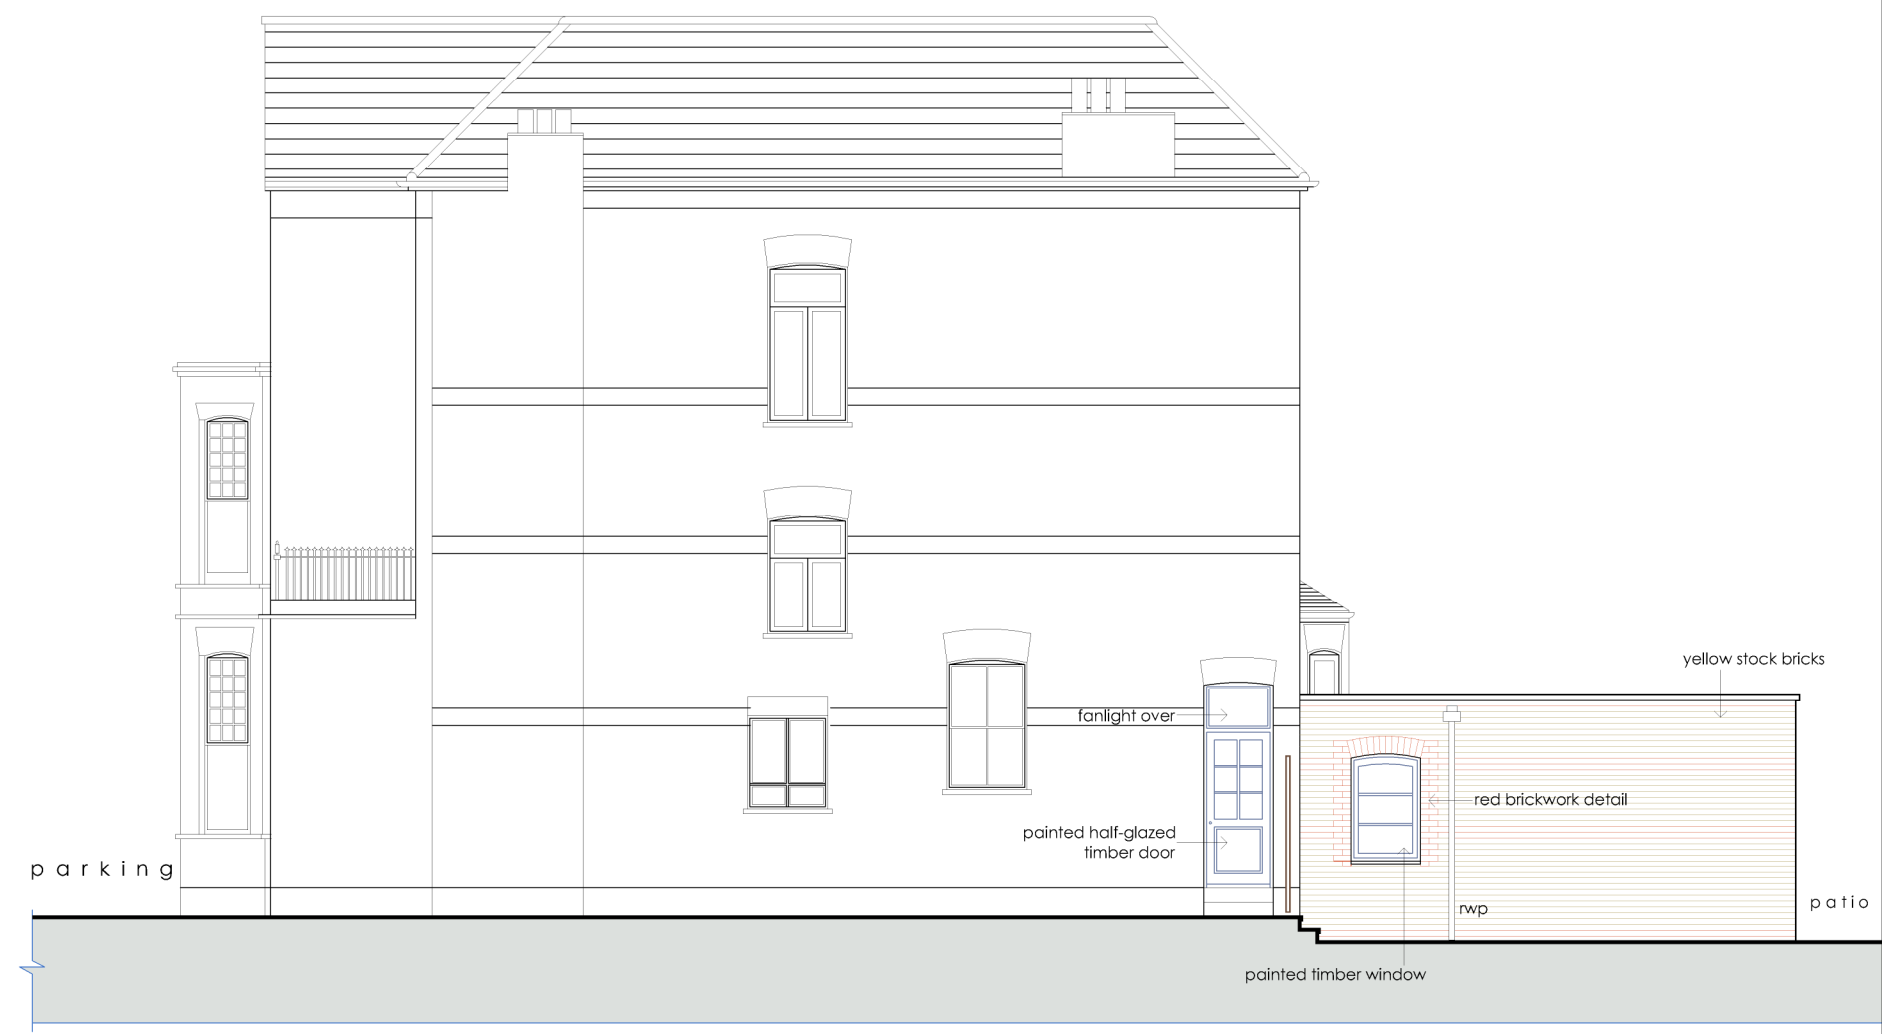 yellow stock bricks
fanlight over
red brickwork detail
painted half-glazed
timber door
parking
patio
rwp
painted timber window